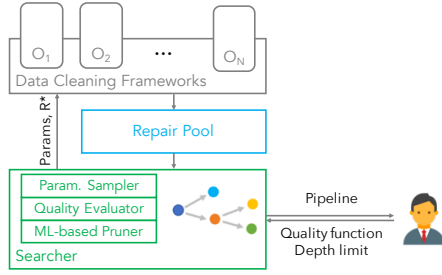 O1 O2 ... ON
Data Cleaning Frameworks
Params, R*
Repair Pool
Param. Sampler
Quality Evaluator
ML-based Pruner
Searcher
Pipeline
Quality function
Depth limit